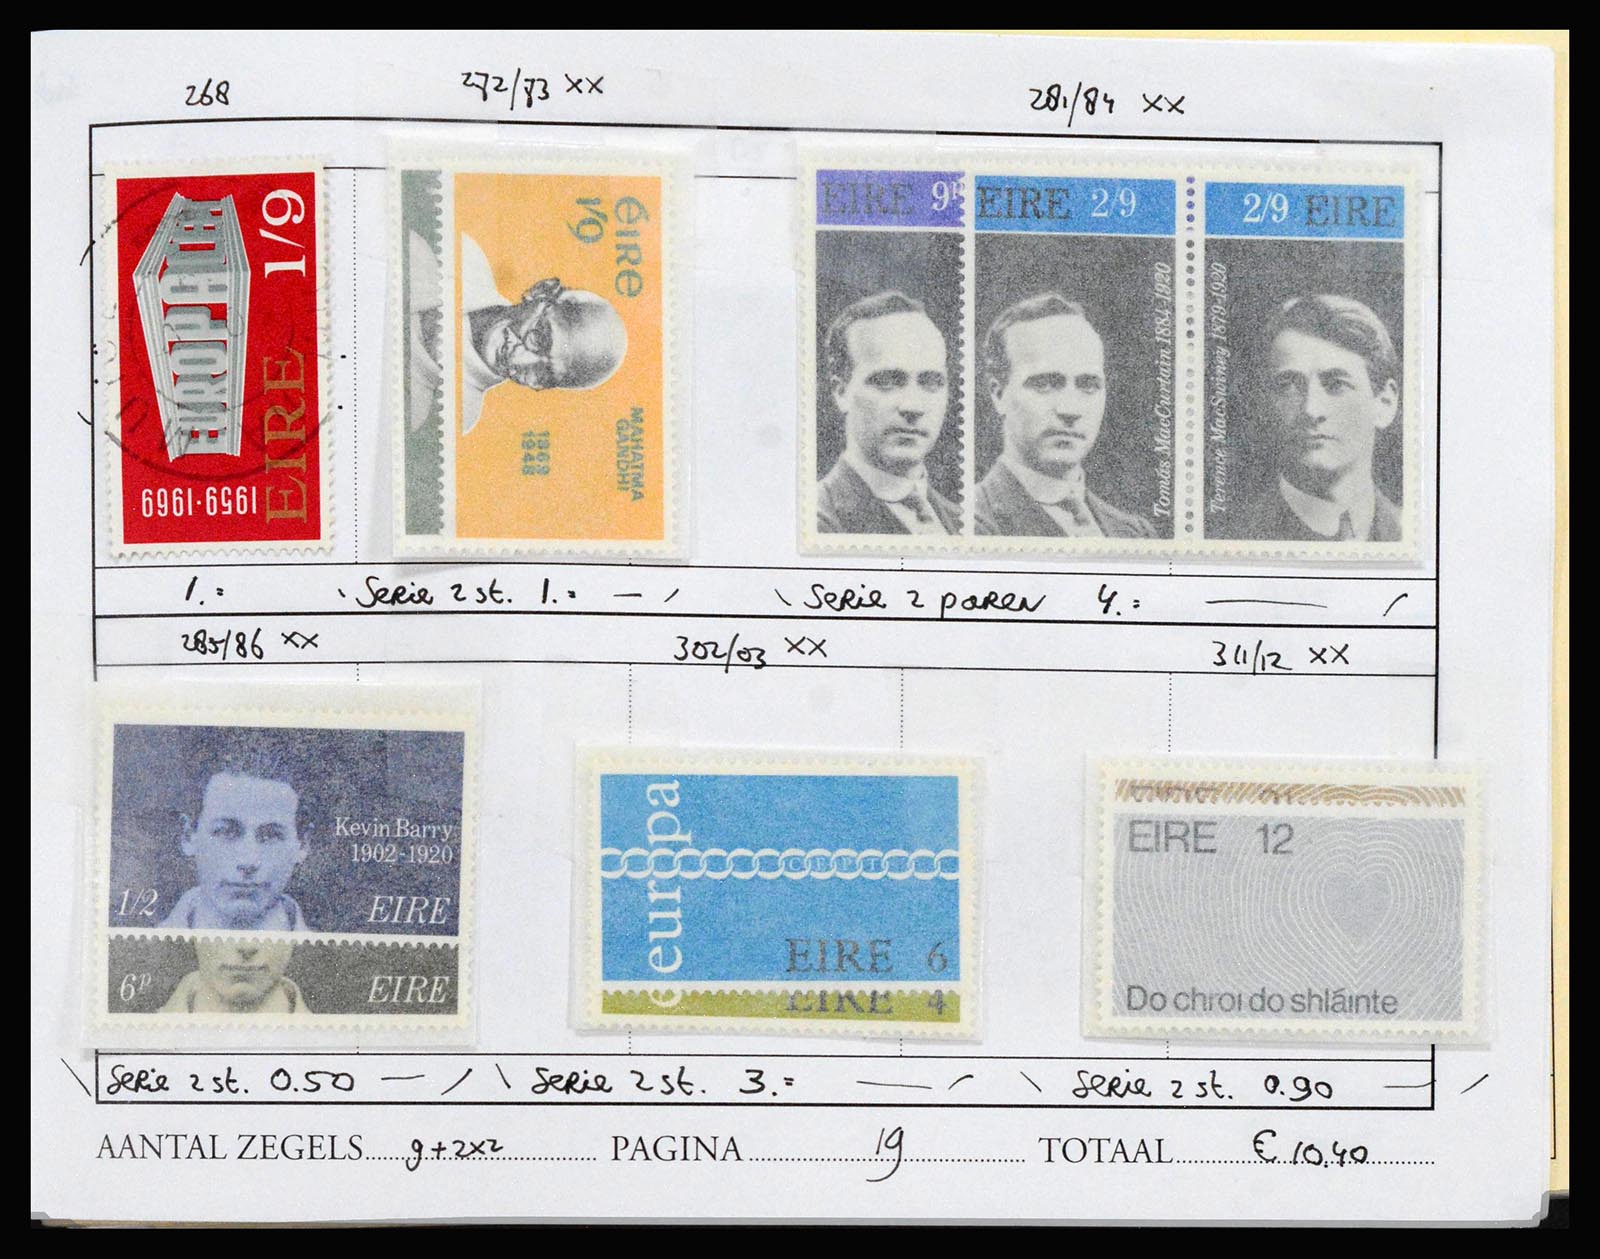 268
272/73 XX
281/84 XX
EUROPA CEPT
1/9
EIRE
1959·1969
éIRe
1/9
MAHATMA
GANDHI
1869
1948
EIRE 9P
EIRE 2/9
Tomás MacCurtain 1884-1920
2/9 EIRE
Terence MacSwiney 1879-1920
1.=
Serie 2 st. 1.= —
Serie 2 paren 4.= —
285/86 XX
302/03 XX
311/12 XX
Kevin Barry
1902-1920
1/2 EIRE
6p EIRE
europa
CEPT
EIRE 6
EIRE 4
EIRE 12
Do chroí do shláinte
Serie 2 st. 0.50 —
Serie 2 st. 3.= —
Serie 2 st. 0.90 —
AANTAL ZEGELS 9+2x2 PAGINA 19 TOTAAL € 10,40